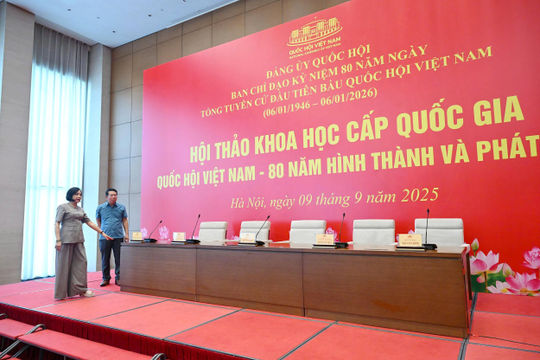 QUỐC HỘI VIỆT NAM
ĐẢNG ỦY QUỐC HỘI
BAN CHỈ ĐẠO KỶ NIỆM 80 NĂM NGÀY
TỔNG TUYỂN CỬ ĐẦU TIÊN BẦU QUỐC HỘI VIỆT NAM
(06/01/1946 – 06/01/2026)
HỘI THẢO KHOA HỌC CẤP QUỐC GIA
QUỐC HỘI VIỆT NAM - 80 NĂM HÌNH THÀNH VÀ PHÁT
Hà Nội, ngày 09 tháng 9 năm 2025